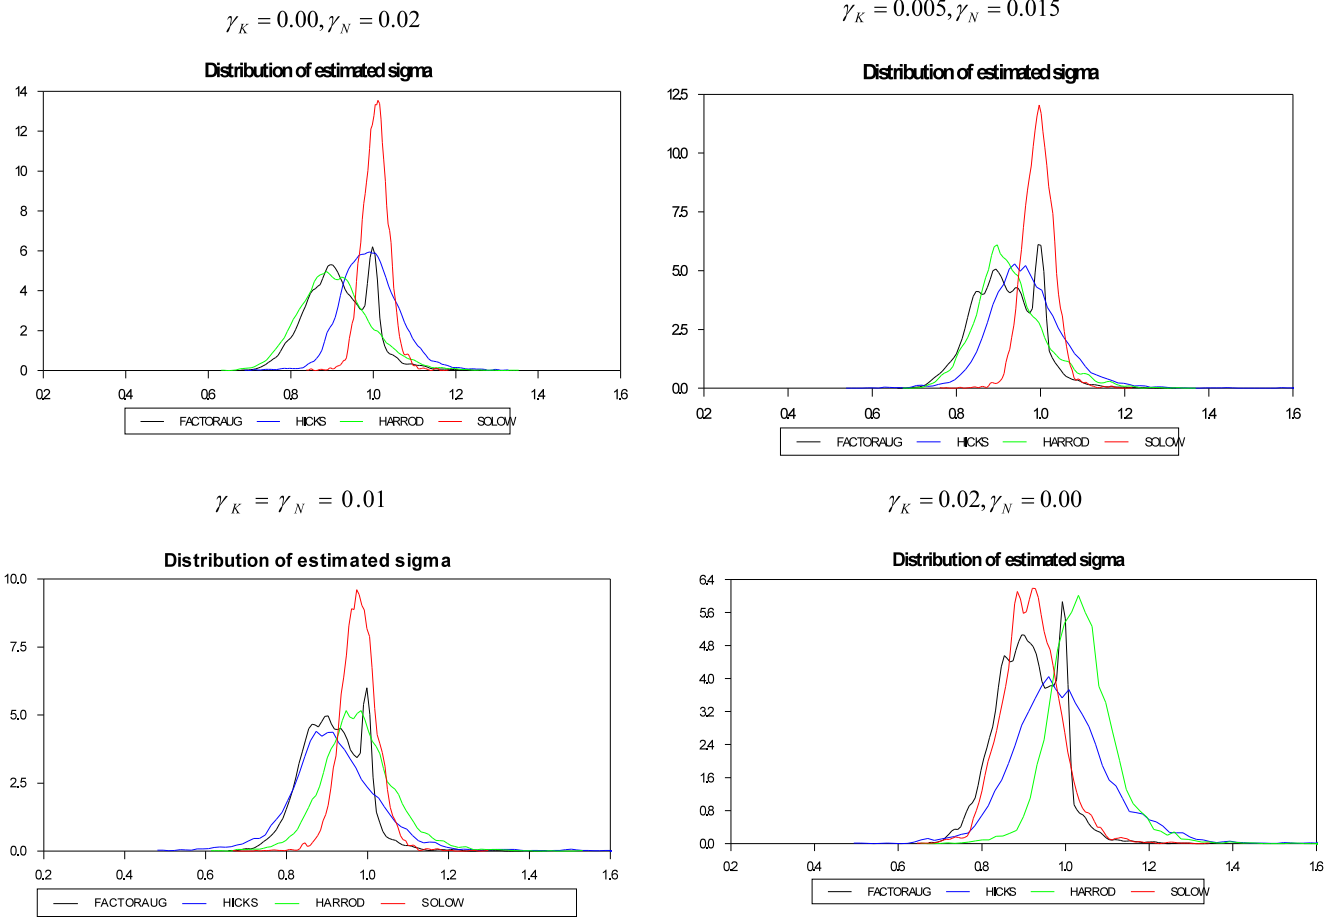 γ_K = 0.00, γ_N = 0.02
Distribution of estimated sigma
14
12
10
8
6
4
2
0
0.2 0.4 0.6 0.8 1.0 1.2 1.4 1.6
FACTORAUG HICKS HARROD SOLOW
γ_K = 0.005, γ_N = 0.015
Distribution of estimated sigma
12.5
10.0
7.5
5.0
2.5
0.0
0.2 0.4 0.6 0.8 1.0 1.2 1.4 1.6
FACTORAUG HICKS HARROD SOLOW
γ_K = γ_N = 0.01
Distribution of estimated sigma
10.0
7.5
5.0
2.5
0.0
0.2 0.4 0.6 0.8 1.0 1.2 1.4 1.6
FACTORAUG HICKS HARROD SOLOW
γ_K = 0.02, γ_N = 0.00
Distribution of estimated sigma
6.4
5.6
4.8
4.0
3.2
2.4
1.6
0.8
0.0
0.2 0.4 0.6 0.8 1.0 1.2 1.4 1.6
FACTORAUG HICKS HARROD SOLOW